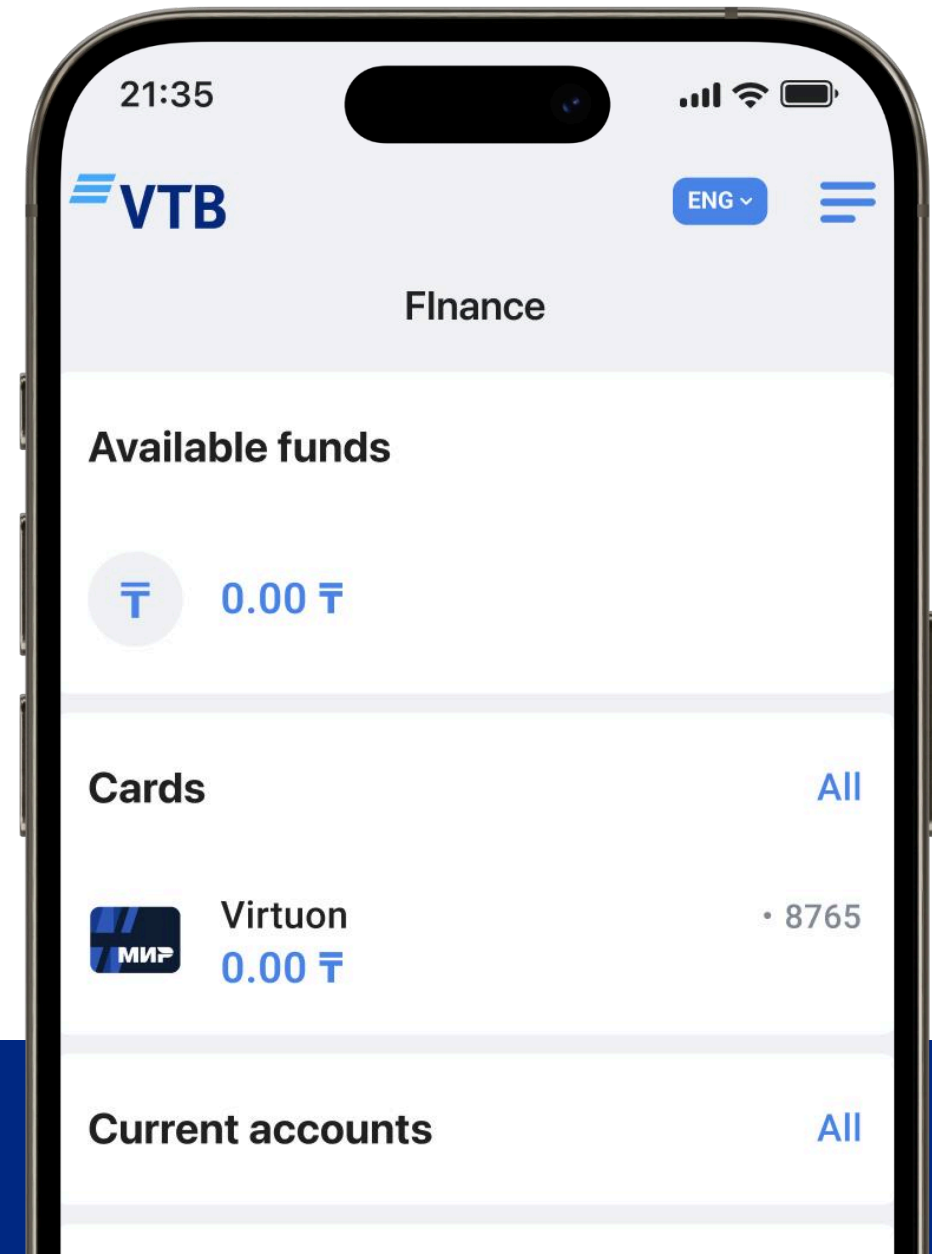 21:35
VTB
ENG
FInance
Available funds
₸ 0.00 ₸
Cards All
Virtuon • 8765
МИР 0.00 ₸
Current accounts All